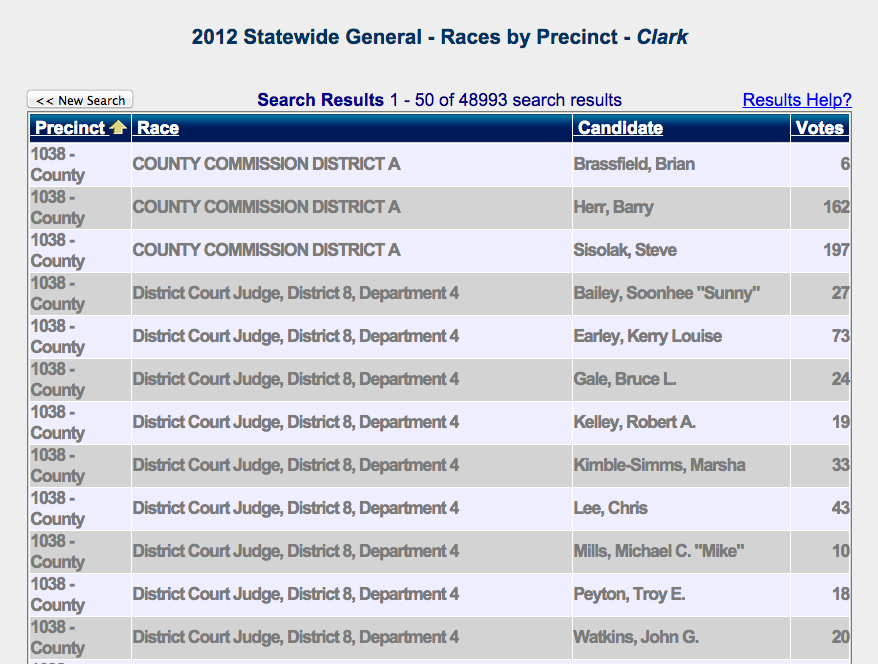 2012 Statewide General - Races by Precinct - Clark
<< New Search Search Results 1 - 50 of 48993 search results Results Help?
Precinct Race Candidate Votes
1038 - County COUNTY COMMISSION DISTRICT A Brassfield, Brian 6
1038 - County COUNTY COMMISSION DISTRICT A Herr, Barry 162
1038 - County COUNTY COMMISSION DISTRICT A Sisolak, Steve 197
1038 - County District Court Judge, District 8, Department 4 Bailey, Soonhee "Sunny" 27
1038 - County District Court Judge, District 8, Department 4 Earley, Kerry Louise 73
1038 - County District Court Judge, District 8, Department 4 Gale, Bruce L. 24
1038 - County District Court Judge, District 8, Department 4 Kelley, Robert A. 19
1038 - County District Court Judge, District 8, Department 4 Kimble-Simms, Marsha 33
1038 - County District Court Judge, District 8, Department 4 Lee, Chris 43
1038 - County District Court Judge, District 8, Department 4 Mills, Michael C. "Mike" 10
1038 - County District Court Judge, District 8, Department 4 Peyton, Troy E. 18
1038 - County District Court Judge, District 8, Department 4 Watkins, John G. 20